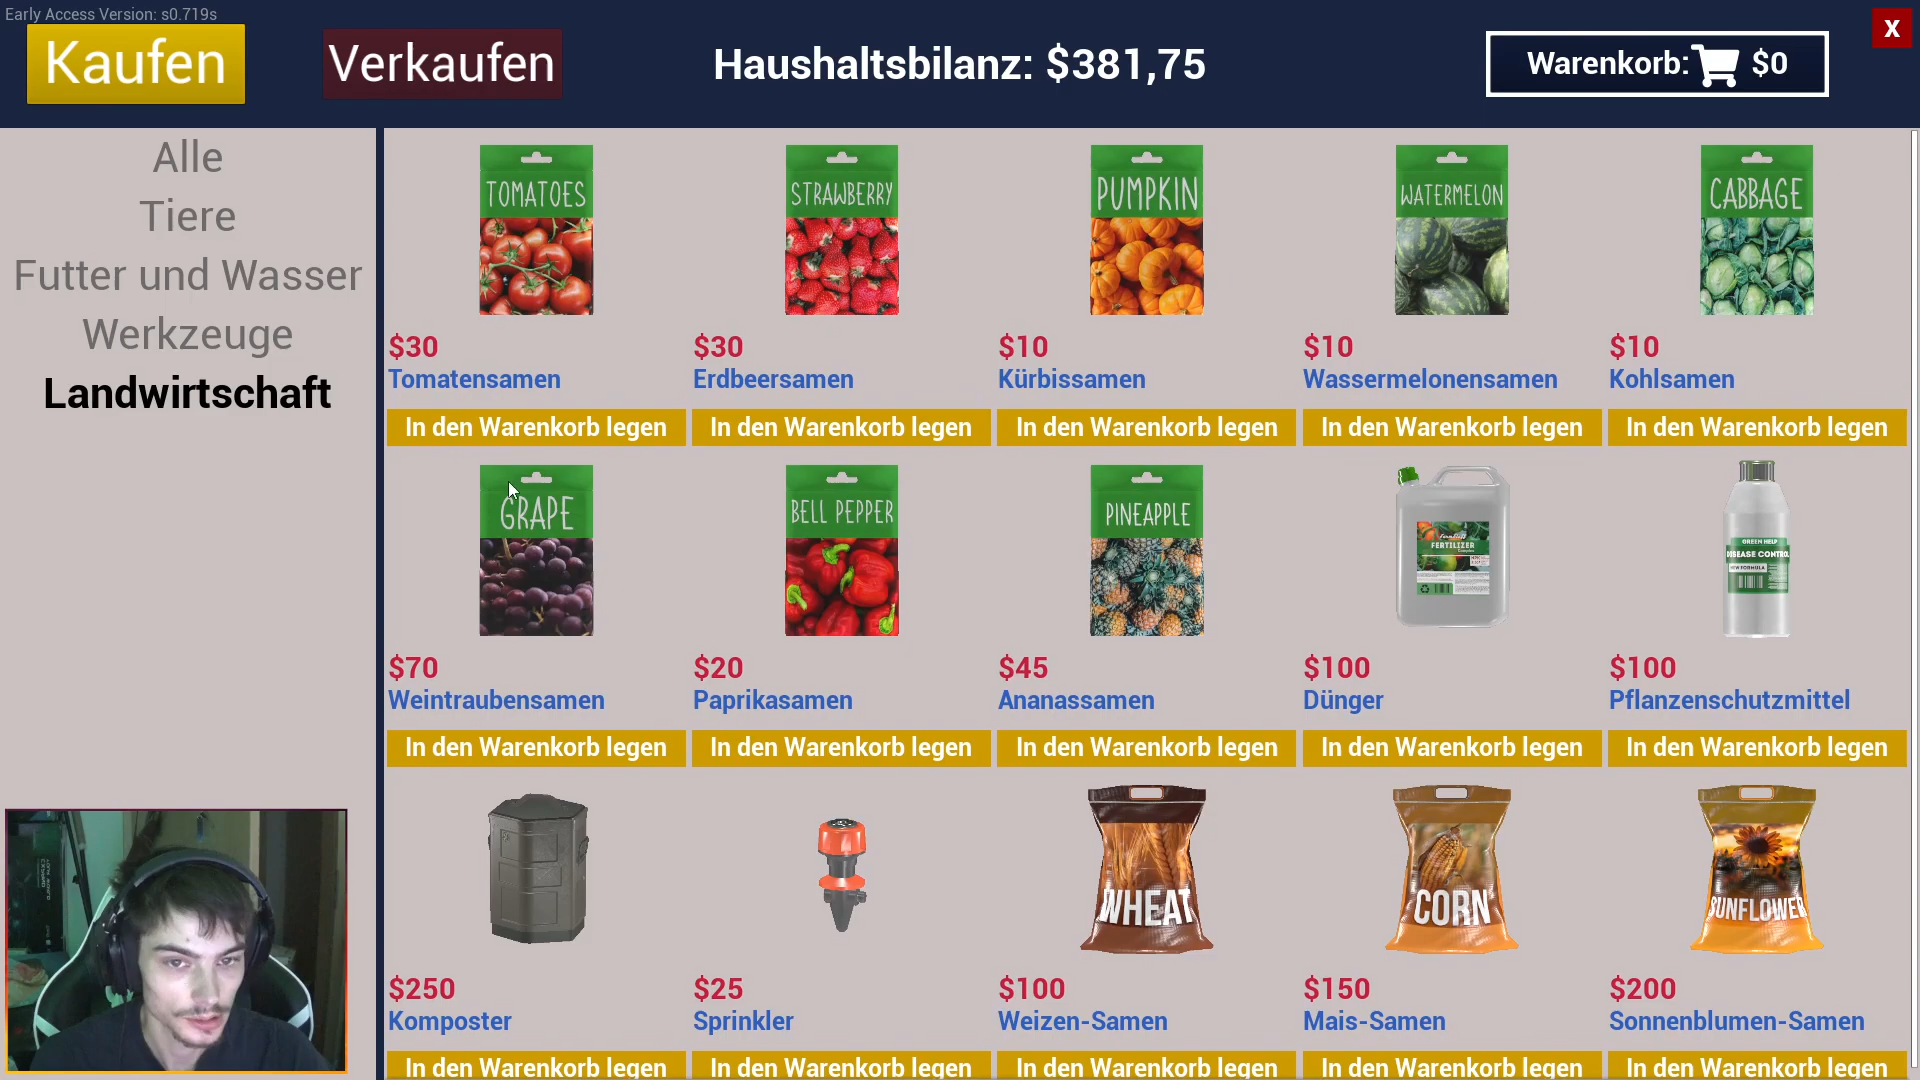 Early Access Version: s0.719s
Kaufen
Verkaufen
Haushaltsbilanz: $381,75
Warenkorb: $0
X
Alle
Tiere
Futter und Wasser
Werkzeuge
Landwirtschaft
TOMATOES
STRAWBERRY
PUMPKIN
WATERMELON
CABBAGE
$30
$30
$10
$10
$10
Tomatensamen
Erdbeersamen
Kürbissamen
Wassermelonensamen
Kohlsamen
In den Warenkorb legen
In den Warenkorb legen
In den Warenkorb legen
In den Warenkorb legen
In den Warenkorb legen
GRAPE
BELL PEPPER
PINEAPPLE
FERTILIZER
GREEN HELP
DISEASE CONTROL
NEW FORMULA
$70
$20
$45
$100
$100
Weintraubensamen
Paprikasamen
Ananassamen
Dünger
Pflanzenschutzmittel
In den Warenkorb legen
In den Warenkorb legen
In den Warenkorb legen
In den Warenkorb legen
In den Warenkorb legen
WHEAT
CORN
SUNFLOWER
$250
$25
$100
$150
$200
Komposter
Sprinkler
Weizen-Samen
Mais-Samen
Sonnenblumen-Samen
In den Warenkorb legen
In den Warenkorb legen
In den Warenkorb legen
In den Warenkorb legen
In den Warenkorb legen